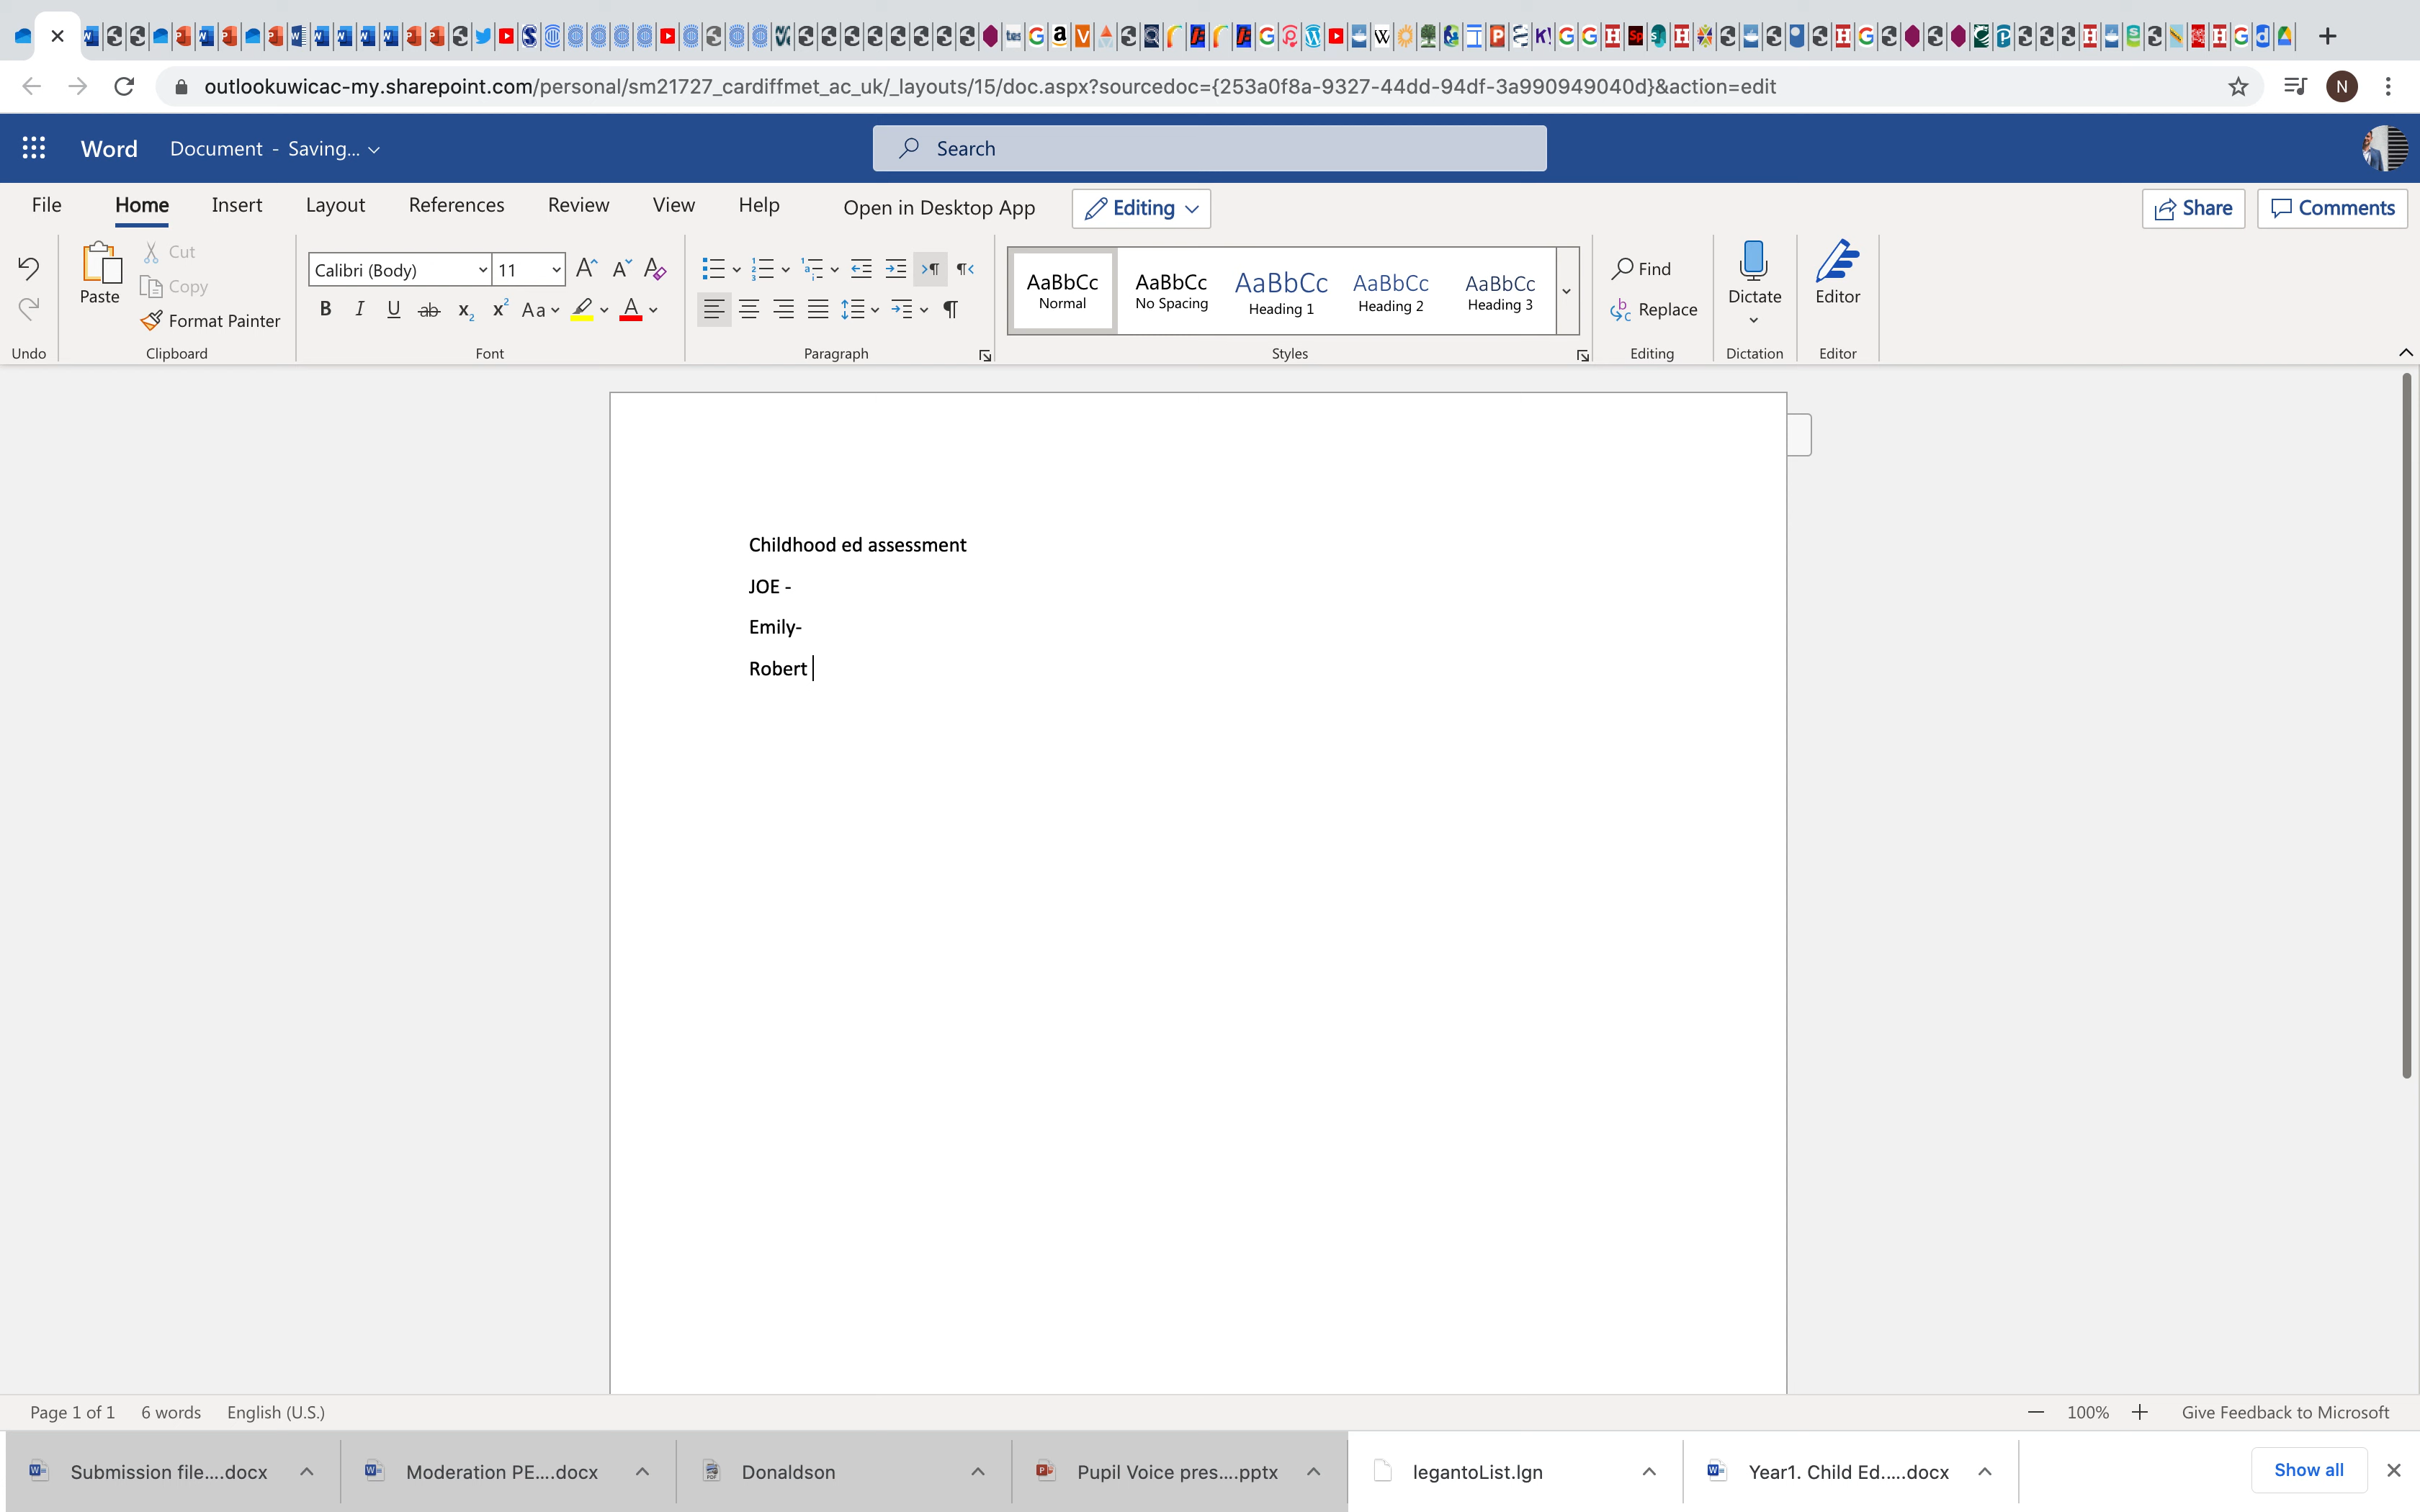 outlookuwicac-my.sharepoint.com/personal/sm21727_cardiffmet_ac_uk/_layouts/15/doc.aspx?sourcedoc={253a0f8a-9327-44dd-94df-3a990949040d}&action=edit
N
Word Document - Saving...
Search
File Home Insert Layout References Review View Help Open in Desktop App Editing Share Comments
Paste
Cut
Copy
Format Painter
Calibri (Body) 11
AaBbCc Normal
AaBbCc No Spacing
AaBbCc Heading 1
AaBbCc Heading 2
AaBbCc Heading 3
Find
Replace
Dictate
Editor
Undo Clipboard Font Paragraph Styles Editing Dictation Editor
Childhood ed assessment
JOE -
Emily-
Robert
Page 1 of 1 6 words English (U.S.) 100% Give Feedback to Microsoft
Submission file....docx Moderation PE....docx Donaldson Pupil Voice pres....pptx legantoList.lgn Year1. Child Ed.....docx Show all